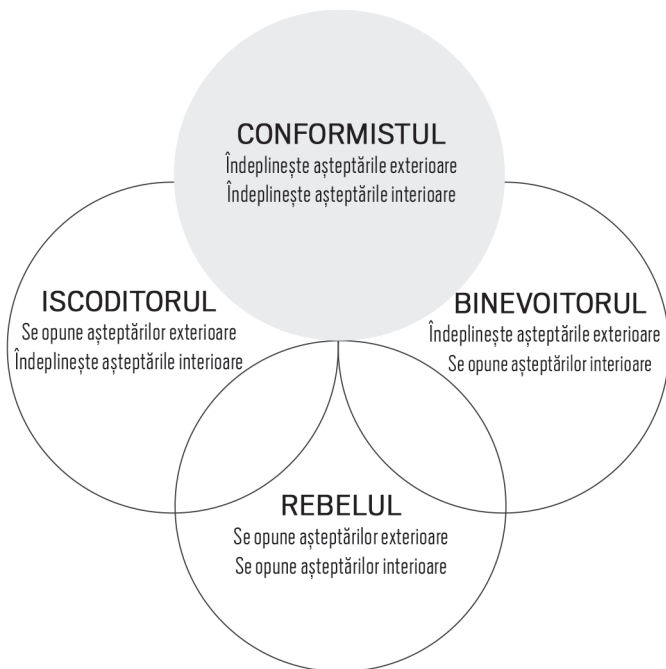 CONFORMISTUL
Îndeplinește așteptările exterioare
Îndeplinește așteptările interioare
ISCODITORUL
Se opune așteptărilor exterioare
Îndeplinește așteptările interioare
BINEVOITORUL
Îndeplinește așteptările exterioare
Se opune așteptărilor interioare
REBELUL
Se opune așteptărilor exterioare
Se opune așteptărilor interioare